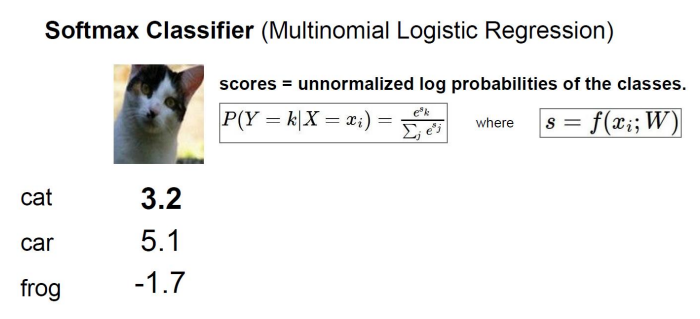 Softmax Classifier (Multinomial Logistic Regression)
scores = unnormalized log probabilities of the classes.
P(Y = k|X = x_i) = \frac{e^{s_k}}{\sum_j e^{s_j}} where s = f(x_i; W)
cat 3.2
car 5.1
frog -1.7